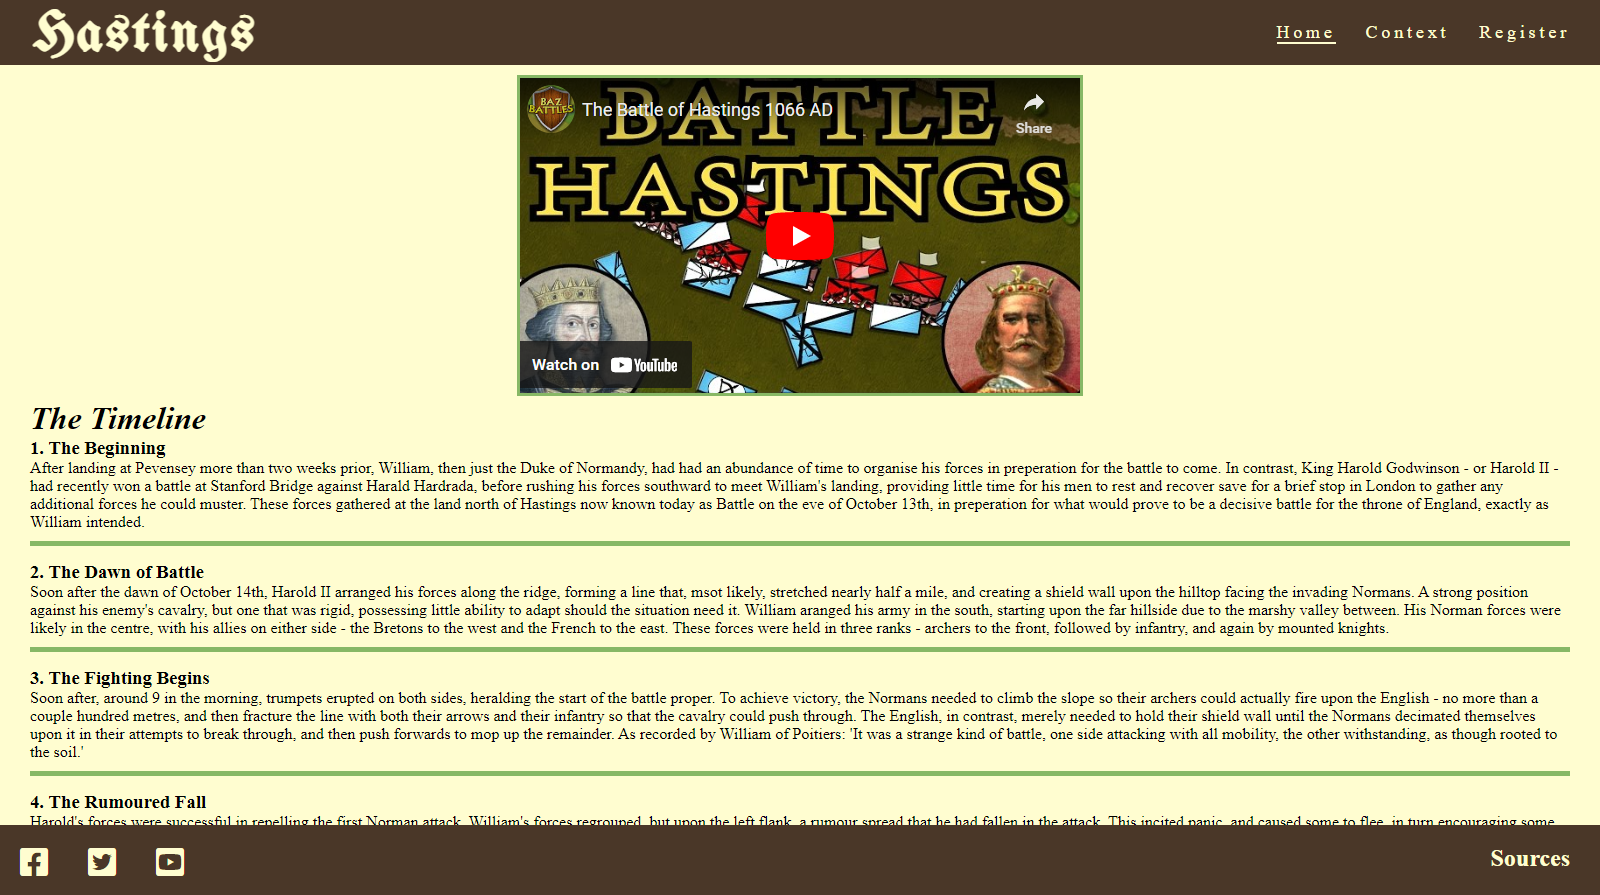 Hastings
Home Context Register
BATTLE
The Battle of Hastings 1066 AD
BAZ BATTLES
Share
HASTINGS
Watch on YouTube
The Timeline
1. The Beginning
After landing at Pevensey more than two weeks prior, William, then just the Duke of Normandy, had had an abundance of time to organise his forces in preperation for the battle to come. In contrast, King Harold Godwinson - or Harold II -
had recently won a battle at Stanford Bridge against Harald Hardrada, before rushing his forces southward to meet William's landing, providing little time for his men to rest and recover save for a brief stop in London to gather any
additional forces he could muster. These forces gathered at the land north of Hastings now known today as Battle on the eve of October 13th, in preperation for what would prove to be a decisive battle for the throne of England, exactly as
William intended.
2. The Dawn of Battle
Soon after the dawn of October 14th, Harold II arranged his forces along the ridge, forming a line that, msot likely, stretched nearly half a mile, and creating a shield wall upon the hilltop facing the invading Normans. A strong position
against his enemy's cavalry, but one that was rigid, possessing little ability to adapt should the situation need it. William aranged his army in the south, starting upon the far hillside due to the marshy valley between. His Norman forces were
likely in the centre, with his allies on either side - the Bretons to the west and the French to the east. These forces were held in three ranks - archers to the front, followed by infantry, and again by mounted knights.
3. The Fighting Begins
Soon after, around 9 in the morning, trumpets erupted on both sides, heralding the start of the battle proper. To achieve victory, the Normans needed to climb the slope so their archers could actually fire upon the English - no more than a
couple hundred metres, and then fracture the line with both their arrows and their infantry so that the cavalry could push through. The English, in contrast, merely needed to hold their shield wall until the Normans decimated themselves
upon it in their attempts to break through, and then push forwards to mop up the remainder. As recorded by William of Poitiers: 'It was a strange kind of battle, one side attacking with all mobility, the other withstanding, as though rooted to
the soil.'
4. The Rumoured Fall
Harold's forces were successful in repelling the first Norman attack. William's forces regrouped, but upon the left flank, a rumour spread that he had fallen in the attack. This incited panic, and caused some to flee, in turn encouraging some
Sources